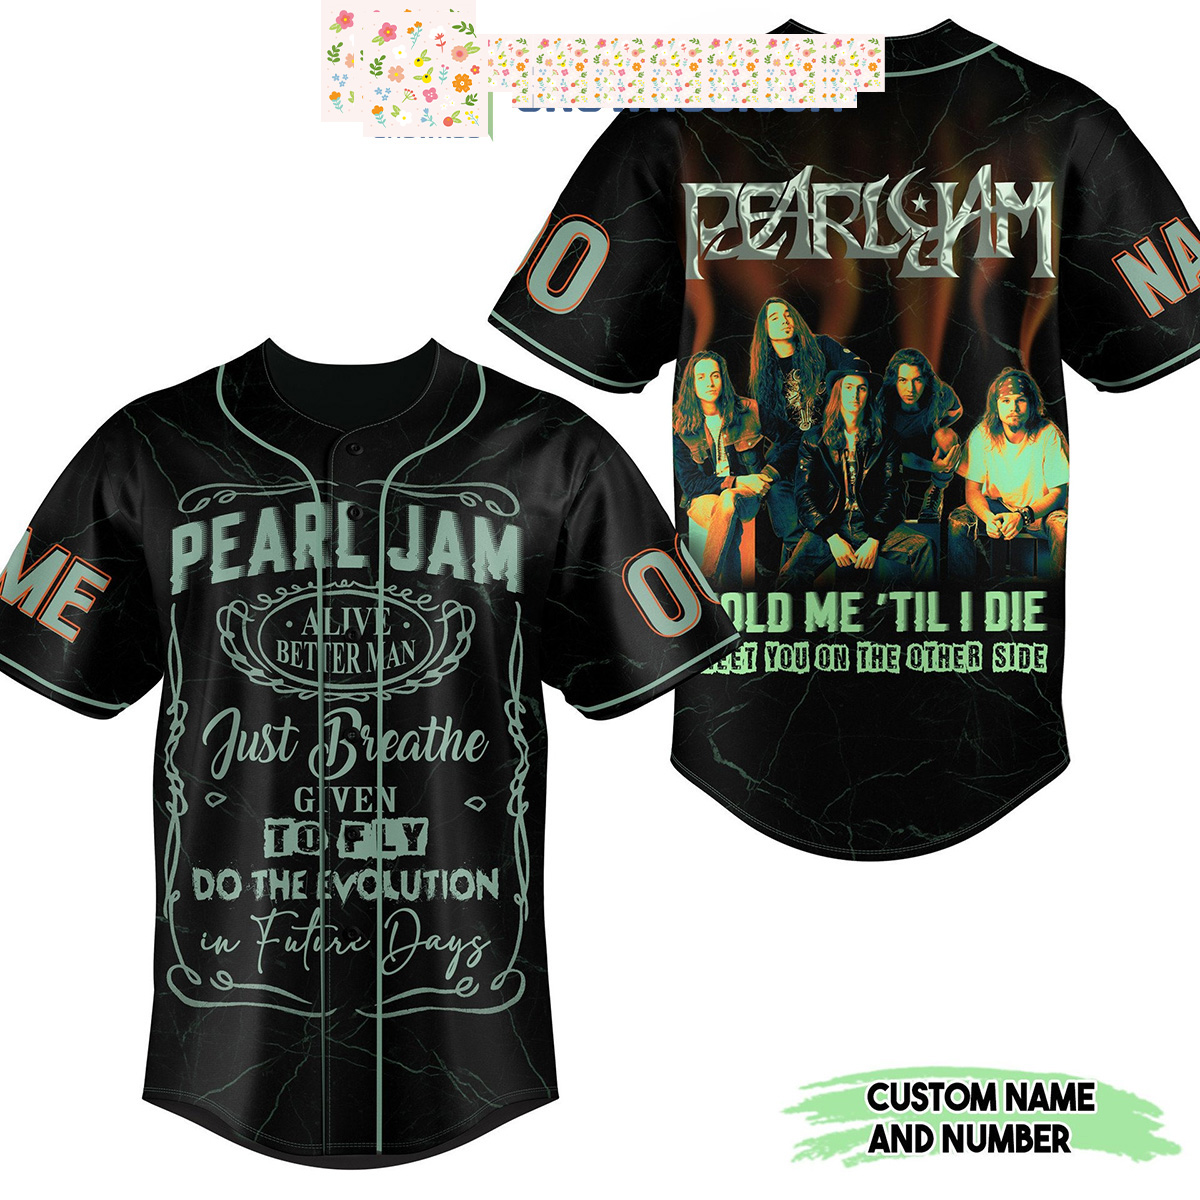 PEARL JAM
OLD ME 'TIL I DIE
YOU ON THE OTHER SIDE
NA
OO
ME
PEARL JAM
ALIVE
BETTER MAN
Just Breathe
GIVEN
TO FLY
DO THE EVOLUTION
in Future Days
CUSTOM NAME
AND NUMBER